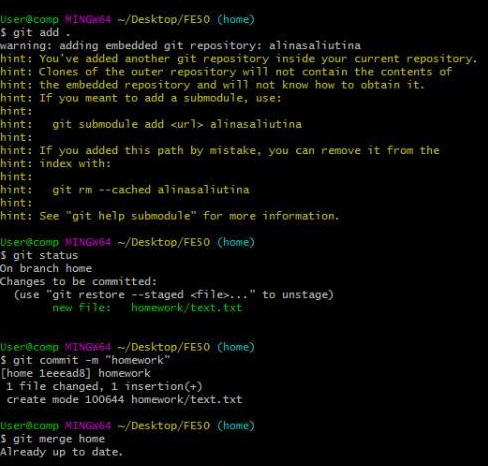 User@comp MINGW64 ~/Desktop/FE50 (home)
$ git add .
warning: adding embedded git repository: alinasaliutina
hint: You've added another git repository inside your current repository.
hint: Clones of the outer repository will not contain the contents of
hint: the embedded repository and will not know how to obtain it.
hint: If you meant to add a submodule, use:
hint:
hint:   git submodule add <url> alinasaliutina
hint:
hint: If you added this path by mistake, you can remove it from the
hint: index with:
hint:
hint:   git rm --cached alinasaliutina
hint:
hint: See "git help submodule" for more information.
User@comp MINGW64 ~/Desktop/FE50 (home)
$ git status
On branch home
Changes to be committed:
  (use "git restore --staged <file>..." to unstage)
        new file:   homework/text.txt
User@comp MINGW64 ~/Desktop/FE50 (home)
$ git commit -m "homework"
[home 1eeead8] homework
 1 file changed, 1 insertion(+)
 create mode 100644 homework/text.txt
User@comp MINGW64 ~/Desktop/FE50 (home)
$ git merge home
Already up to date.